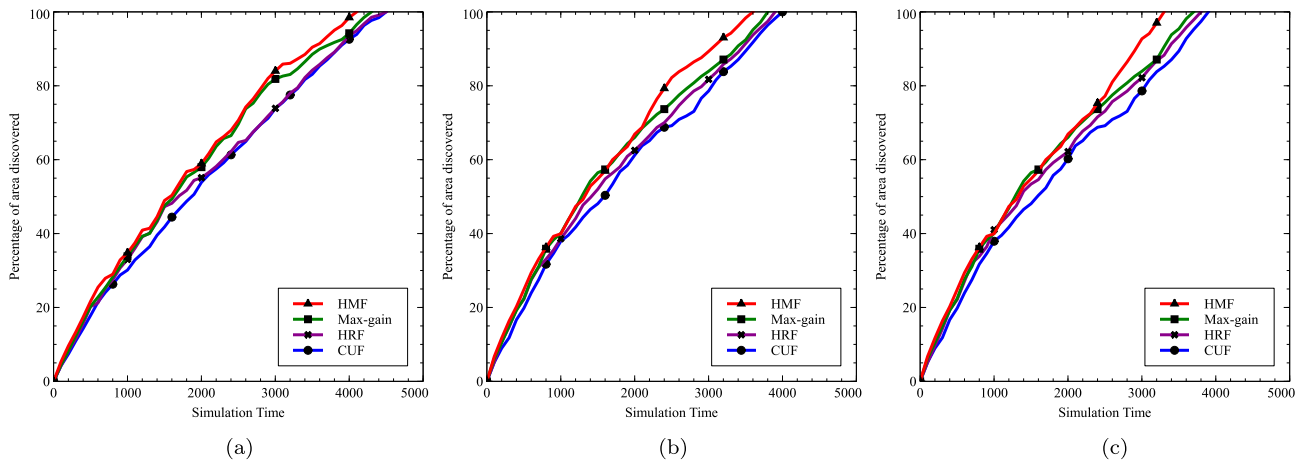 100
80
60
40
20
0
Percentage of area discovered
HMF
Max-gain
HRF
CUF
0 1000 2000 3000 4000 5000
Simulation Time
(a)
100
80
60
40
20
0
Percentage of area discovered
HMF
Max-gain
HRF
CUF
0 1000 2000 3000 4000 5000
Simulation Time
(b)
100
80
60
40
20
0
Percentage of area discovered
HMF
Max-gain
HRF
CUF
0 1000 2000 3000 4000 5000
Simulation Time
(c)